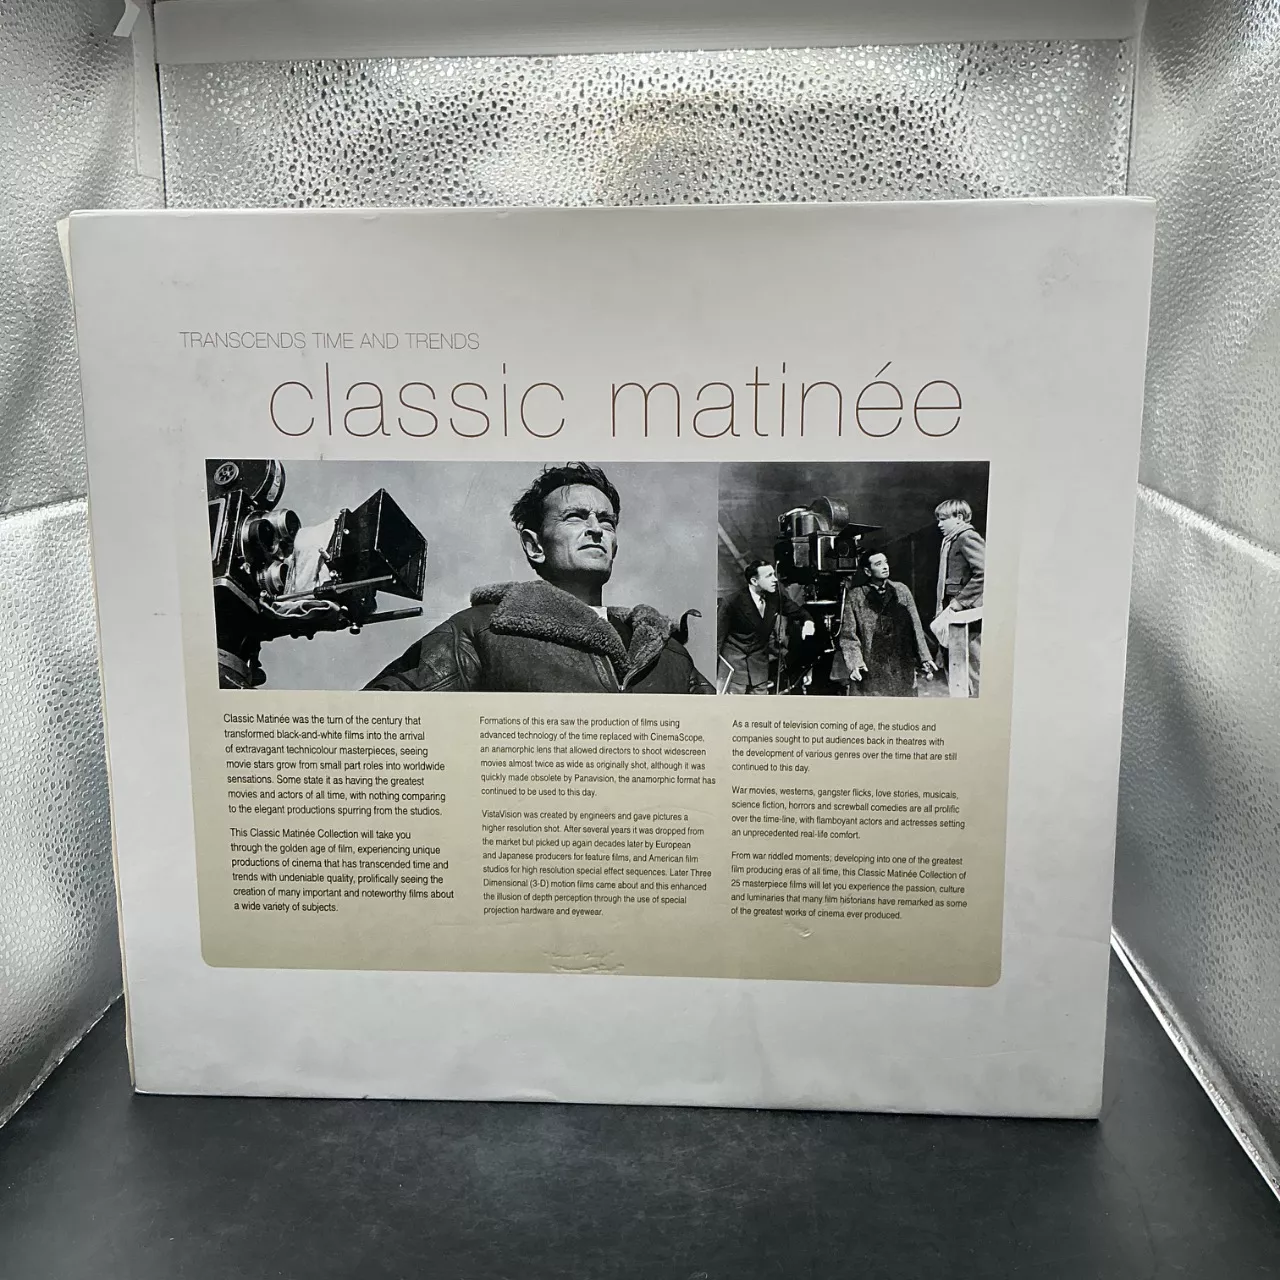 TRANSCENDS TIME AND TRENDS
classic matinée
Classic Matinée was the turn of the century that
transformed black-and-white films into the arrival
of extravagant technicolour masterpieces, seeing
movie stars grow from small part roles into worldwide
sensations. Some state it as having the greatest
movies and actors of all time, with nothing comparing
to the elegant productions spurring from the studios.
This Classic Matinée Collection will take you
through the golden age of film, experiencing unique
productions of cinema that has transcended time and
trends with undeniable quality, prolifically seeing the
creation of many important and noteworthy films about
a wide variety of subjects.
Formations of this era saw the production of films using
advanced technology of the time replaced with CinemaScope,
an anamorphic lens that allowed directors to shoot widescreen
movies almost twice as wide as originally shot, although it was
quickly made obsolete by Panavision, the anamorphic format has
continued to be used to this day.
VistaVision was created by engineers and gave pictures a
higher resolution shot. After several years it was dropped from
the market but picked up again decades later by European
and Japanese producers for feature films, and American film
studios for high resolution special effect sequences. Later Three
Dimensional (3-D) motion films came about and this enhanced
the illusion of depth perception through the use of special
projection hardware and eyewear.
As a result of television coming of age, the studios and
companies sought to put audiences back in theatres with
the development of various genres over the time that are still
continued to this day.
War movies, westerns, gangster flicks, love stories, musicals,
science fiction, horrors and screwball comedies are all prolific
over the time-line, with flamboyant actors and actresses setting
an unprecedented real-life comfort.
From war riddled moments; developing into one of the greatest
film producing eras of all time, this Classic Matinée Collection of
25 masterpiece films will let you experience the passion, culture
and luminaries that many film historians have remarked as some
of the greatest works of cinema ever produced.